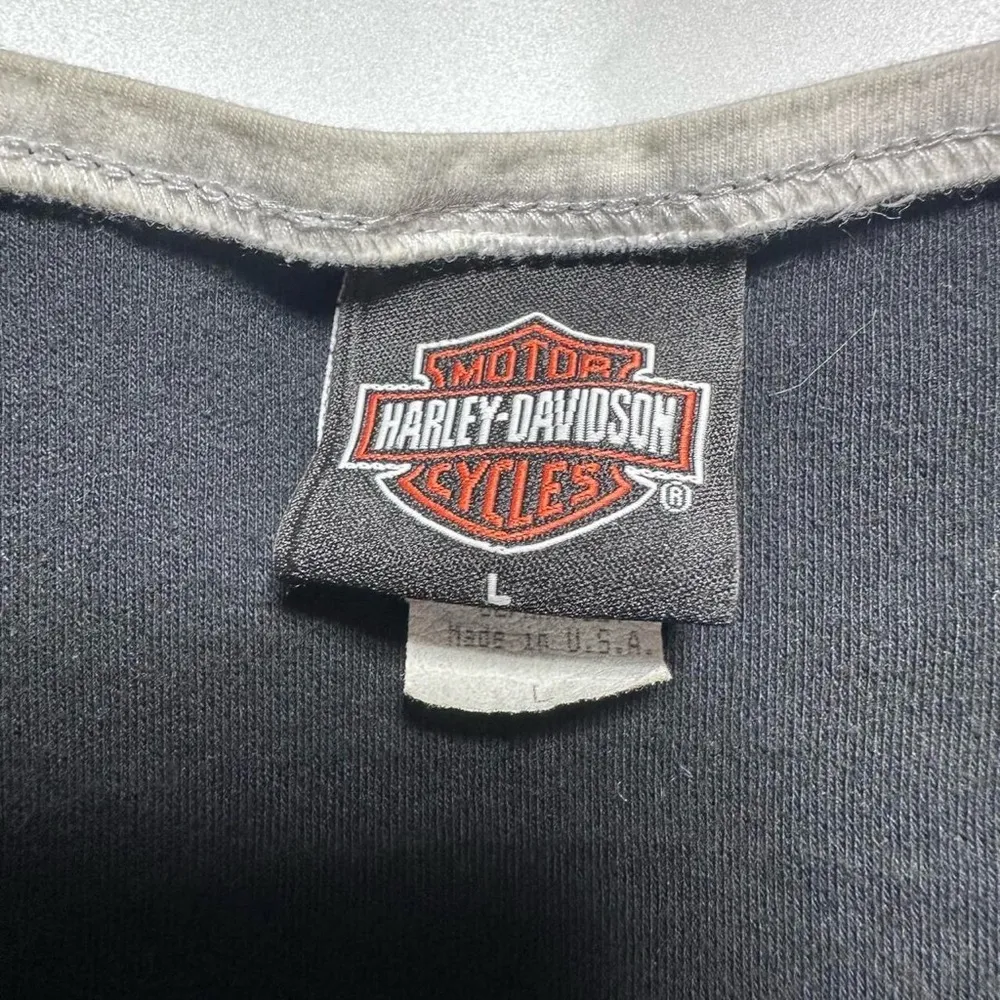 MOTOR
HARLEY-DAVIDSON
CYCLES
®
L
Made in U.S.A.
L